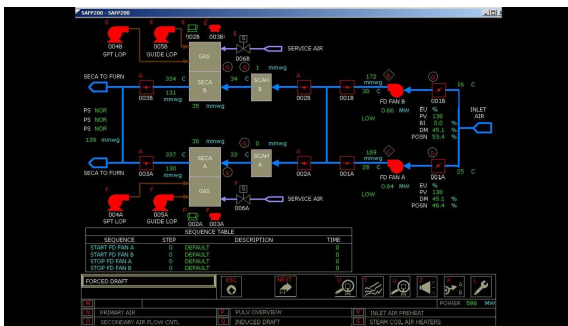 SAFP200 - SAFP200
E E E E
004B 005B 002B 003B
SPT LOP GUIDE LOP
S
006B
SERVICE AIR
GAS
SECA TO FURN
A 334 C 34 C 1 mmwg A 172 mmwg 26 C
003B 131 mmwg SECA B SCAH B 002B 001B 30 C FD FAN B 001B
35 mmwg
0.66 MW
LOW
PS NOR
PS NOR
PS NOR
139 mmwg
EU %
PV 138
BI 0.0 %
DM 45.1 %
POSN 53.4 %
INLET AIR
26 mmwg 0 mmwg 169 mmwg
A 337 C 33 C A LOW
SECA TO FURN 003A 130 mmwg SECA A SCAH A 002A 001A 28 C FD FAN A 001A 25 C
GAS
0.64 MW
EU %
PV 138
DM 45.1 %
POSN 46.4 %
S
006A
SERVICE AIR
F F F F
004A 005A 002A 003A
SPT LOP GUIDE LOP
SEQUENCE TABLE
SEQUENCE STEP DESCRIPTION TIME
START FD FAN A 0 DEFAULT 0
START FD FAN B 0 DEFAULT 0
STOP FD FAN A 0 DEFAULT 0
STOP FD FAN B 0 DEFAULT 0
FORCED DRAFT
ESC NEXT
M POWER 598 MW
N PRIMARY AIR P PULV OVERVIEW R INLET AIR PREHEAT
O SECONDARY AIR FLOW CNTL Q INDUCED DRAFT S STEAM COIL AIR HEATERS